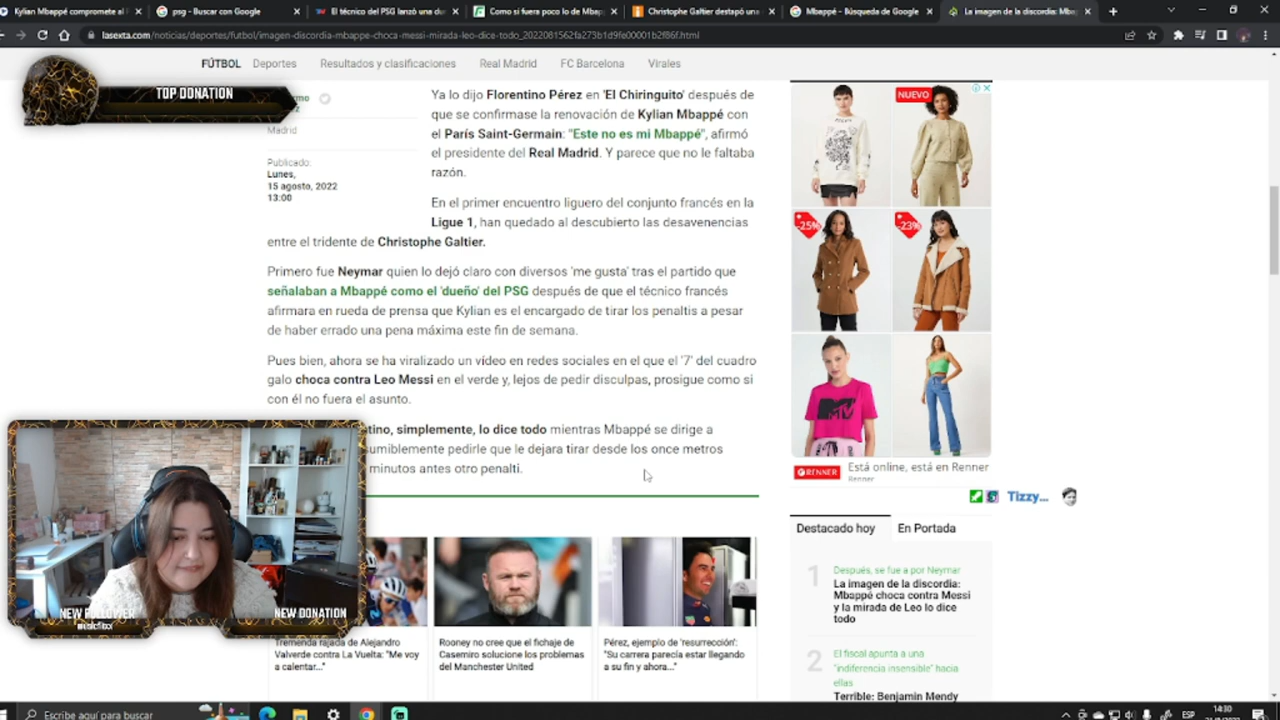 Kylian Mbappé compromete al
psg - Buscar con Google
El técnico del PSG lanzó una du
Como si fuera poco lo de Mbap
Christophe Galtier destapó una
Mbappé - Búsqueda de Google
La imagen de la discordia: Mba
lasexta.com/noticias/deportes/futbol/imagen-discordia-mbappe-choca-messi-mirada-leo-dice-todo_2022081562fa273b1d9fe00001b2f86f.html
FÚTBOL Deportes Resultados y clasificaciones Real Madrid FC Barcelona Virales
TOP DONATION
Madrid
Publicado:
Lunes,
15 agosto, 2022
13:00
Ya lo dijo Florentino Pérez en 'El Chiringuito' después de
que se confirmase la renovación de Kylian Mbappé con
el París Saint-Germain: "Este no es mi Mbappé", afirmó
el presidente del Real Madrid. Y parece que no le faltaba
razón.
En el primer encuentro liguero del conjunto francés en la
Ligue 1, han quedado al descubierto las desavenencias
entre el tridente de Christophe Galtier.
Primero fue Neymar quien lo dejó claro con diversos 'me gusta' tras el partido que
señalaban a Mbappé como el 'dueño' del PSG después de que el técnico francés
afirmara en rueda de prensa que Kylian es el encargado de tirar los penaltis a pesar
de haber errado una pena máxima este fin de semana.
Pues bien, ahora se ha viralizado un vídeo en redes sociales en el que el '7' del cuadro
galo choca contra Leo Messi en el verde y, lejos de pedir disculpas, prosigue como si
con él no fuera el asunto.
tino, simplemente, lo dice todo mientras Mbappé se dirige a
sumiblemente pedirle que le dejara tirar desde los once metros
minutos antes otro penalti.
NUEVO
-25%
-23%
MTV
RENNER
Está online, está en Renner
Renner
Tizzy...
Destacado hoy En Portada
1
Después, se fue a por Neymar
La imagen de la discordia:
Mbappé choca contra Messi
y la mirada de Leo lo dice
todo
2
El fiscal apunta a una
"indiferencia insensible" hacia
ellas
Terrible: Benjamin Mendy
NEW FOLLOWER
NEW DONATION
Tremenda rajada de Alejandro
Valverde contra La Vuelta: "Me voy
a calentar..."
Rooney no cree que el fichaje de
Casemiro solucione los problemas
del Manchester United
Pérez, ejemplo de 'resurrección':
"Su carrera parecía estar llegando
a su fin y ahora..."
Escribe aquí para buscar
ESP
14:30